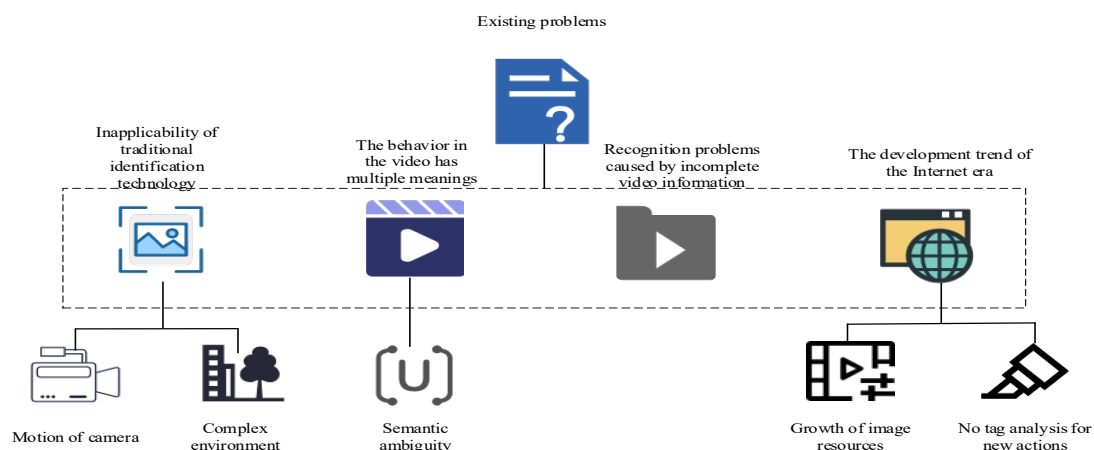 Existing problems
Inapplicability of
traditional
identification
technology
The behavior in
the video has
multiple meanings
Recognition problems
caused by incomplete
video information
The development trend of
the Internet era
?
U
Motion of camera
Complex
environment
Semantic
ambiguity
Growth of image
resources
No tag analysis for
new actions